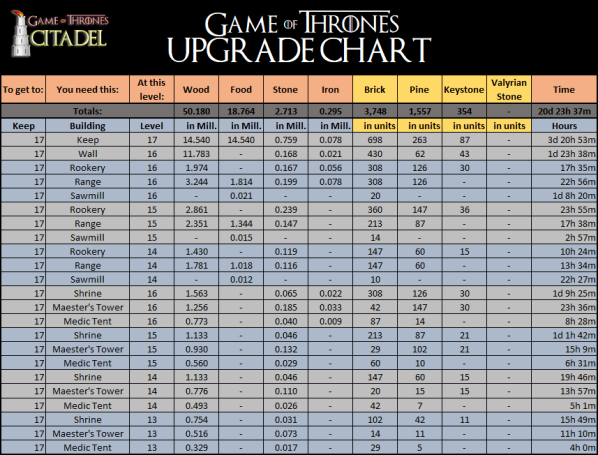 GAME OF THRONES
CITADEL
GAME OF THRONES
UPGRADE CHART
To get to: You need this: At this level: Wood Food Stone Iron Brick Pine Keystone Valyrian Stone Time
Totals: 50.180 18.764 2.713 0.295 3,748 1,557 354 - 20d 23h 37m
Keep Building Level in Mill. in Mill. in Mill. in Mill. in units in units in units in units Hours
17 Keep 17 14.540 14.540 0.759 0.078 698 263 87 - 3d 20h 53m
17 Wall 16 11.783 - 0.168 0.021 430 62 43 - 1d 23h 38m
17 Rookery 16 1.974 - 0.167 0.056 308 126 30 - 17h 35m
17 Range 16 3.244 1.814 0.199 0.078 308 126 - - 22h 56m
17 Sawmill 16 - 0.021 - - 20 - - - 1d 8h 20m
17 Rookery 15 2.861 - 0.239 - 360 147 36 - 23h 55m
17 Range 15 2.351 1.344 0.147 - 213 87 - - 17h 38m
17 Sawmill 15 - 0.015 - - 14 - - - 2h 57m
17 Rookery 14 1.430 - 0.119 - 147 60 15 - 10h 24m
17 Range 14 1.781 1.018 0.116 - 147 60 - - 13h 34m
17 Sawmill 14 - 0.012 - - 10 - - - 22h 27m
17 Shrine 16 1.563 - 0.065 0.022 308 126 30 - 1d 9h 25m
17 Maester's Tower 16 1.256 - 0.185 0.033 42 147 30 - 23h 36m
17 Medic Tent 16 0.773 - 0.040 0.009 87 14 - - 8h 28m
17 Shrine 15 1.133 - 0.046 - 213 87 21 - 1d 1h 42m
17 Maester's Tower 15 0.930 - 0.132 - 29 102 21 - 15h 9m
17 Medic Tent 15 0.560 - 0.029 - 60 10 - - 6h 31m
17 Shrine 14 1.133 - 0.046 - 147 60 15 - 19h 46m
17 Maester's Tower 14 0.776 - 0.110 - 20 15 15 - 13h 57m
17 Medic Tent 14 0.493 - 0.026 - 42 7 - - 5h 1m
17 Shrine 13 0.754 - 0.031 - 102 42 11 - 15h 49m
17 Maester's Tower 13 0.516 - 0.073 - 14 11 - - 11h 10m
17 Medic Tent 13 0.329 - 0.017 - 29 5 - - 4h 0m